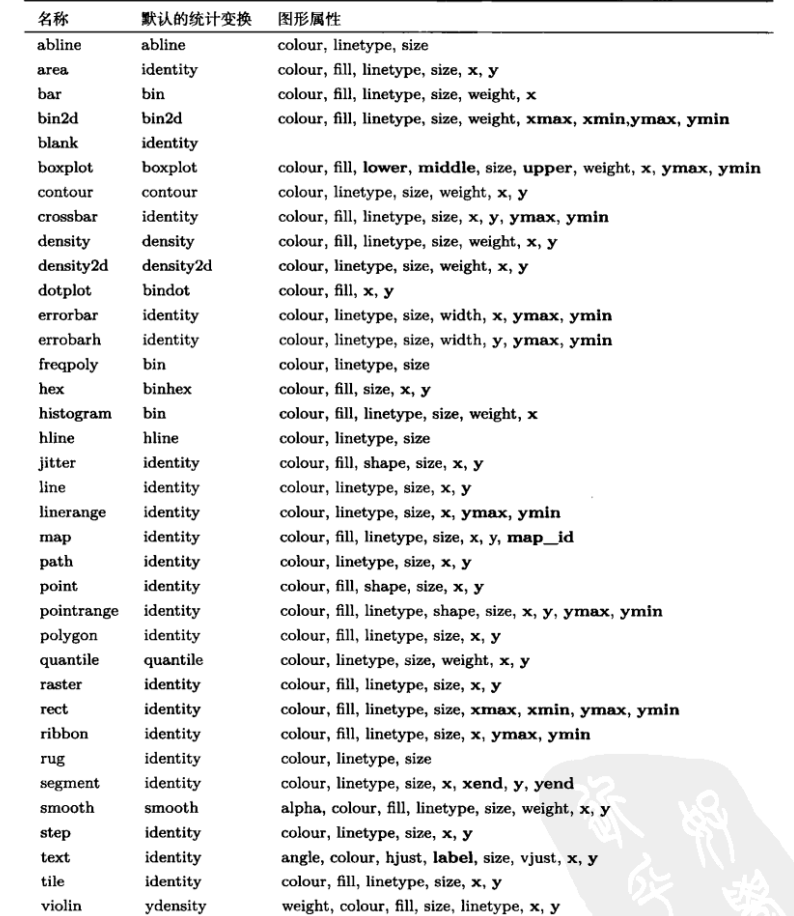 名称 默认的统计变换 图形属性
abline abline colour, linetype, size
area identity colour, fill, linetype, size, x, y
bar bin colour, fill, linetype, size, weight, x
bin2d bin2d colour, fill, linetype, size, weight, xmax, xmin,ymax, ymin
blank identity
boxplot boxplot colour, fill, lower, middle, size, upper, weight, x, ymax, ymin
contour contour colour, linetype, size, weight, x, y
crossbar identity colour, fill, linetype, size, x, y, ymax, ymin
density density colour, fill, linetype, size, weight, x, y
density2d density2d colour, linetype, size, weight, x, y
dotplot bindot colour, fill, x, y
errorbar identity colour, linetype, size, width, x, ymax, ymin
errobarh identity colour, linetype, size, width, y, ymax, ymin
freqpoly bin colour, linetype, size
hex binhex colour, fill, size, x, y
histogram bin colour, fill, linetype, size, weight, x
hline hline colour, linetype, size
jitter identity colour, fill, shape, size, x, y
line identity colour, linetype, size, x, y
linerange identity colour, linetype, size, x, ymax, ymin
map identity colour, fill, linetype, size, x, y, map_id
path identity colour, linetype, size, x, y
point identity colour, fill, shape, size, x, y
pointrange identity colour, fill, linetype, shape, size, x, y, ymax, ymin
polygon identity colour, fill, linetype, size, x, y
quantile quantile colour, linetype, size, weight, x, y
raster identity colour, fill, linetype, size, x, y
rect identity colour, fill, linetype, size, xmax, xmin, ymax, ymin
ribbon identity colour, fill, linetype, size, x, ymax, ymin
rug identity colour, linetype, size
segment identity colour, linetype, size, x, xend, y, yend
smooth smooth alpha, colour, fill, linetype, size, weight, x, y
step identity colour, linetype, size, x, y
text identity angle, colour, hjust, label, size, vjust, x, y
tile identity colour, fill, linetype, size, x, y
violin ydensity weight, colour, fill, size, linetype, x, y